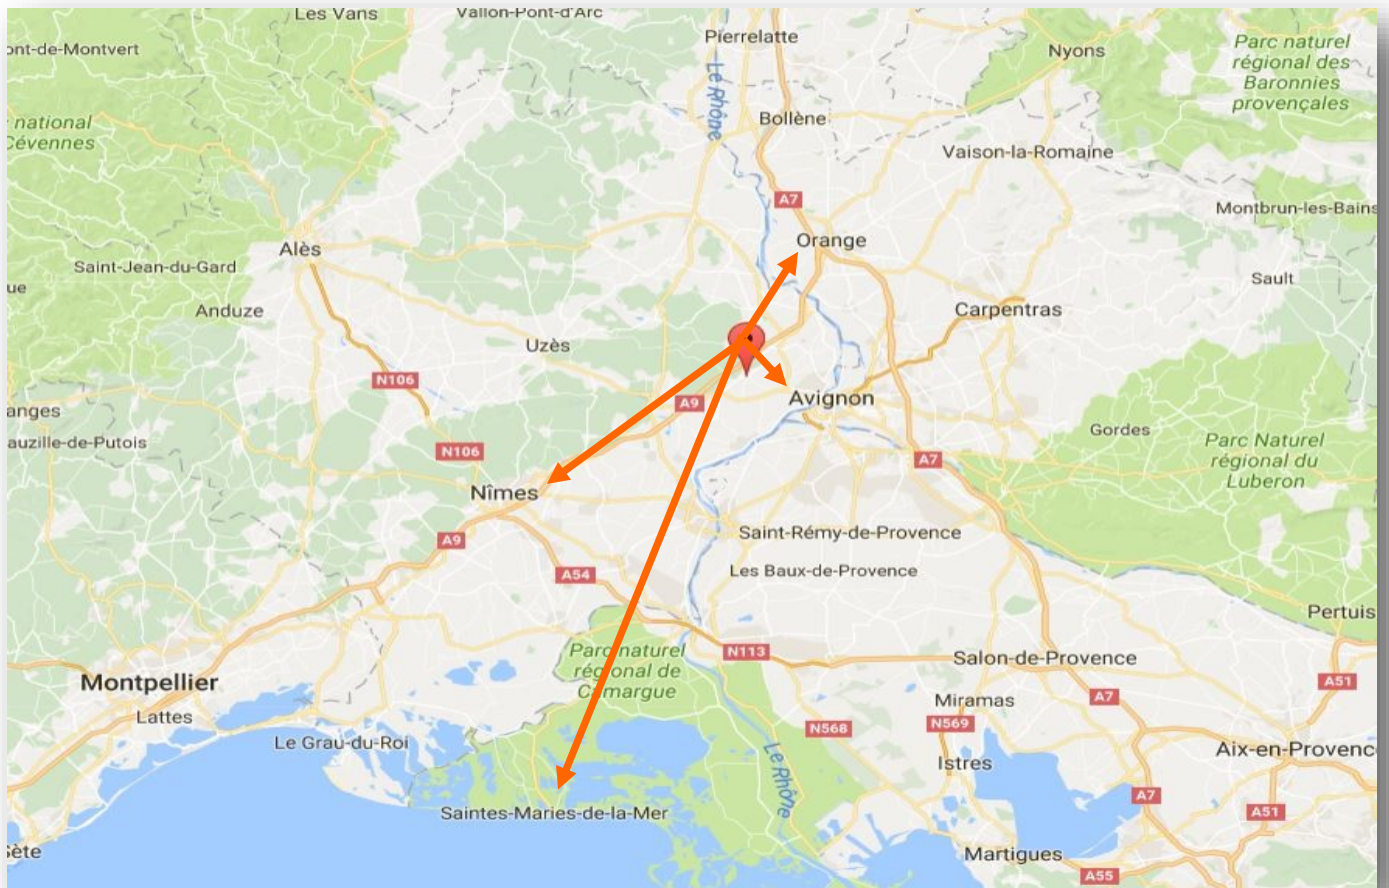 Les Vans
Vallon-Pont-d'Arc
Pierrelatte
ont-de-Montvert
Nyons
Parc naturel
régional des
Baronnies
provençales
Le Rhône
Bollène
national
Cévennes
Vaison-la-Romaine
A7
Montbrun-les-Bains
Orange
Alès
Saint-Jean-du-Gard
Sault
ue
Anduze
Carpentras
Uzès
N106
A9
Avignon
anges
Gordes
auzille-de-Putois
N106
Parc Naturel
régional du
Luberon
A7
Nîmes
Saint-Rémy-de-Provence
A9
A54
Les Baux-de-Provence
Pertuis
Parc naturel
régional de
Camargue
N113
Salon-de-Provence
Montpellier
A51
A7
Miramas
Lattes
N568
N569
Le Grau-du-Roi
Le Rhône
Aix-en-Provenc
Istres
A7
Saintes-Maries-de-la-Mer
A51
Sète
Martigues
A55